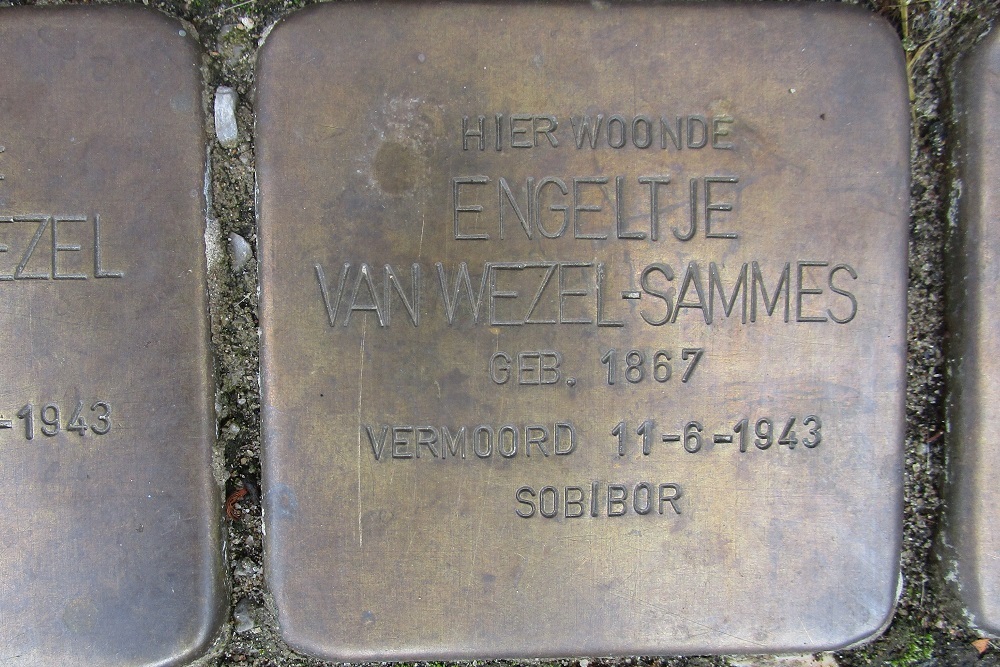 HIER WOONDE
ENGELTJE
VAN WEZEL-SAMMES
GEB. 1867
VERMOORD 11-6-1943
SOBIBOR
EZEL
-1943